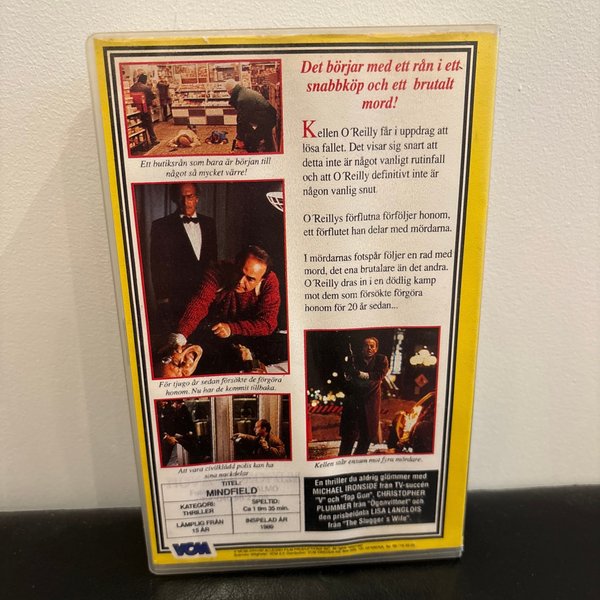 Det börjar med ett rån i ett
snabbköp och ett brutalt
mord!
Kellen O'Reilly får i uppdrag att
lösa fallet. Det visar sig snart att
detta inte är något vanligt rutinfall
och att O'Reilly definitivt inte är
någon vanlig snut.
O'Reillys förflutna förföljer honom,
ett förflutet han delar med mördarna.
I mördarnas fotspår följer en rad med
mord, det ena brutalare än det andra.
O'Reilly dras in i en dödlig kamp
mot dem som försökte förgöra
honom för 20 år sedan...
Ett butiksrån som bara är början till
något så mycket värre!
För tjugo år sedan försökte de förgöra
honom. Nu har de kommit tillbaka.
Att vara civilklädd polis kan ha
sina nackdelar
Kellen står ensam mot fyra mördare.
En thriller du aldrig glömmer med
MICHAEL IRONSIDE från TV-succén
"V" och "Top Gun", CHRISTOPHER
PLUMMER från "Ögonvittnet" och
den prisbelönta LISA LANGLOIS
från "The Slugger's Wife".
TITEL:
MINDFIELD
KATEGORI:
THRILLER
SPELTID:
Ca 1 tim 35 min.
LÄMPLIG FRÅN
15 ÅR
INSPELAD ÅR
VCM